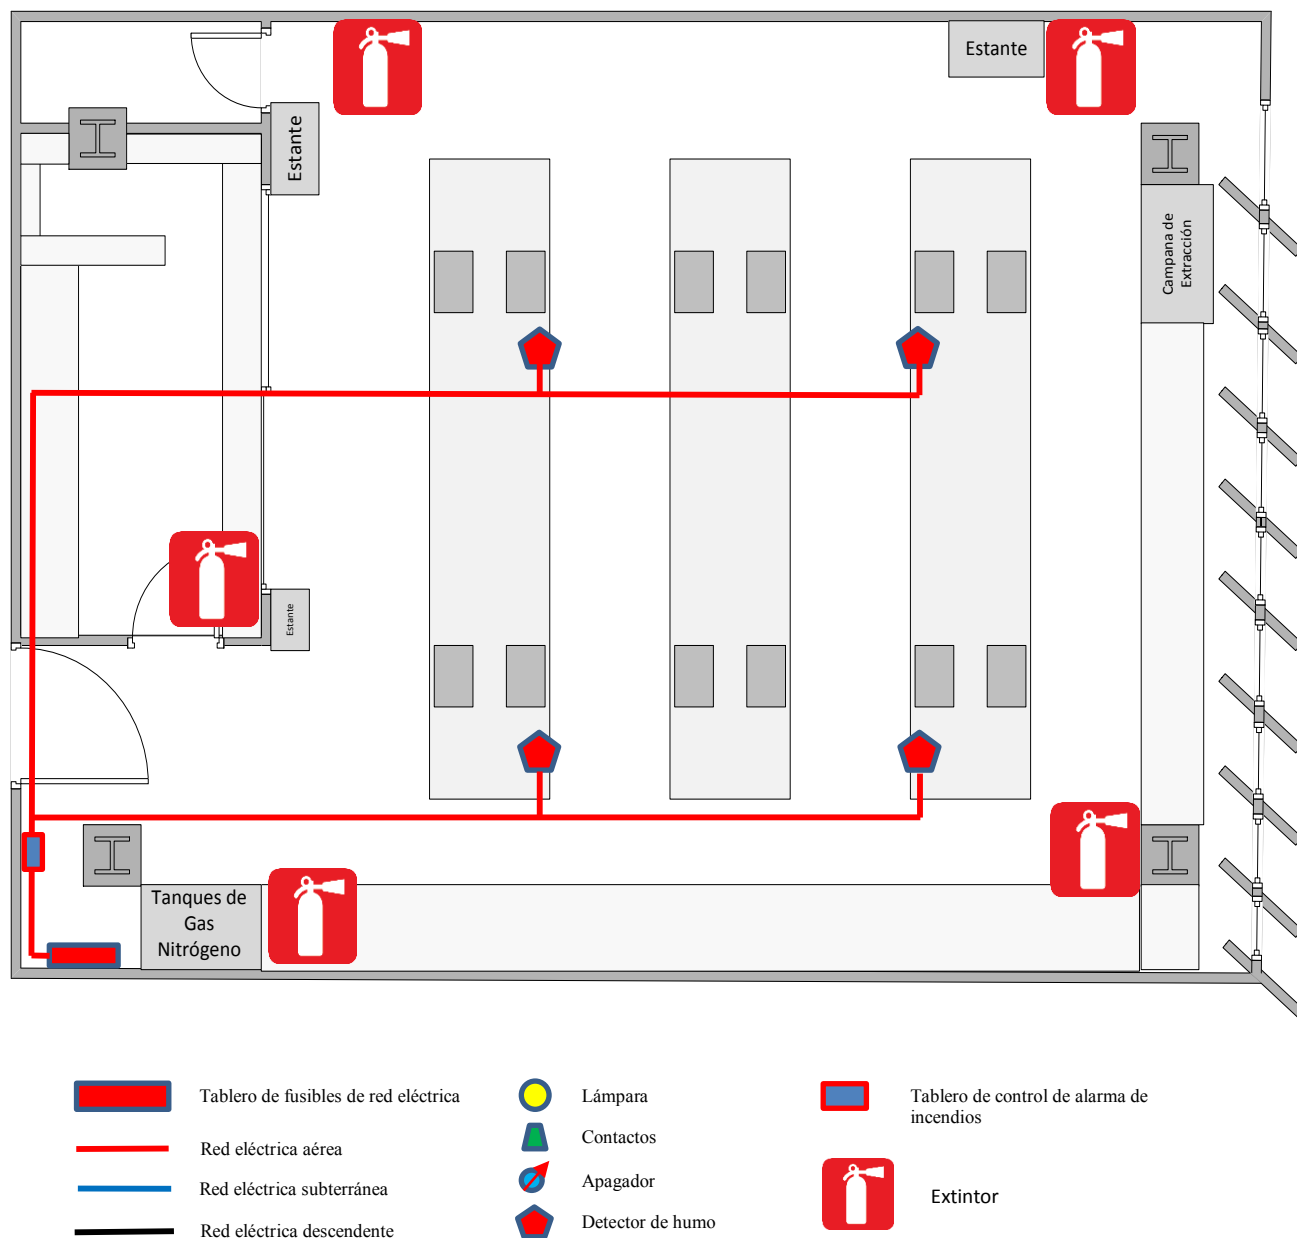 Estante
Estante
Campana de
Extracción
Estante
Tanques de
Gas
Nitrógeno
Tablero de fusibles de red eléctrica
Red eléctrica aérea
Red eléctrica subterránea
Red eléctrica descendente
Lámpara
Contactos
Apagador
Detector de humo
Tablero de control de alarma de
incendios
Extintor